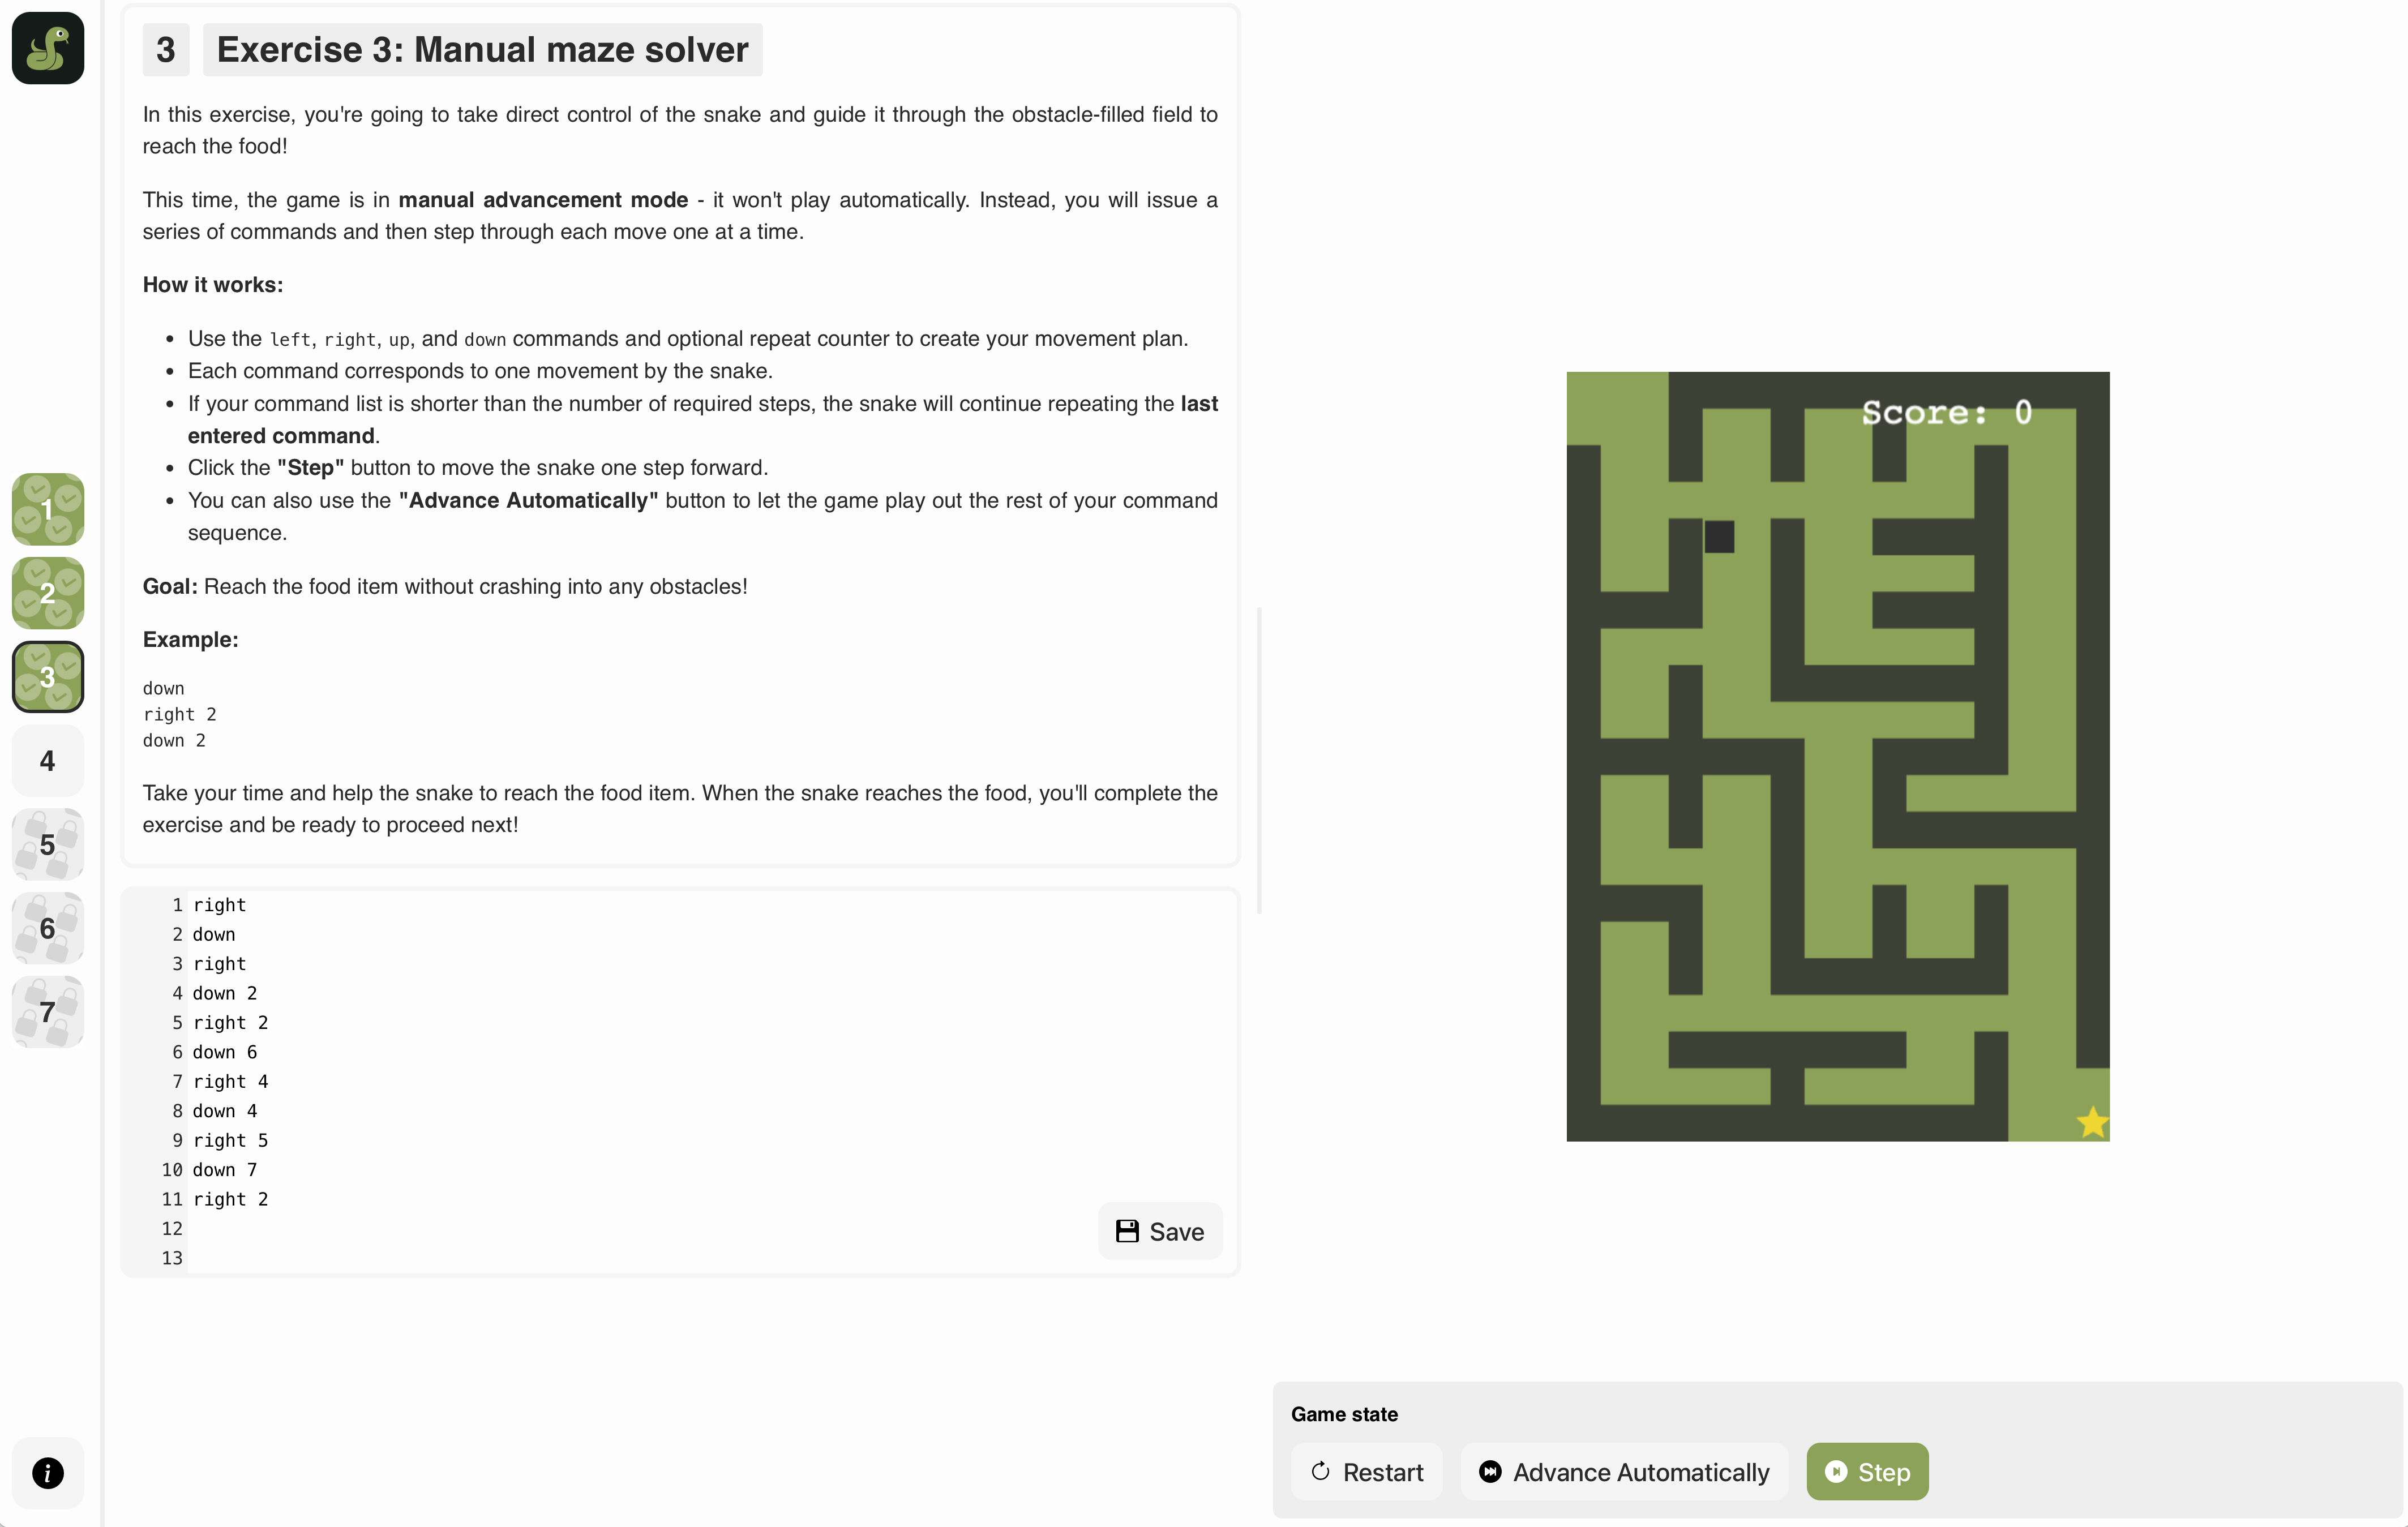 3 Exercise 3: Manual maze solver
In this exercise, you're going to take direct control of the snake and guide it through the obstacle-filled field to
reach the food!
This time, the game is in manual advancement mode - it won't play automatically. Instead, you will issue a
series of commands and then step through each move one at a time.
How it works:
Use the left, right, up, and down commands and optional repeat counter to create your movement plan.
Each command corresponds to one movement by the snake.
If your command list is shorter than the number of required steps, the snake will continue repeating the last
entered command.
Click the "Step" button to move the snake one step forward.
You can also use the "Advance Automatically" button to let the game play out the rest of your command
sequence.
Goal: Reach the food item without crashing into any obstacles!
Example:
down
right 2
down 2
Take your time and help the snake to reach the food item. When the snake reaches the food, you'll complete the
exercise and be ready to proceed next!
1
2
3
4
5
6
7
i
1 right
2 down
3 right
4 down 2
5 right 2
6 down 6
7 right 4
8 down 4
9 right 5
10 down 7
11 right 2
12
13
Save
Score: 0
Game state
Restart
Advance Automatically
Step